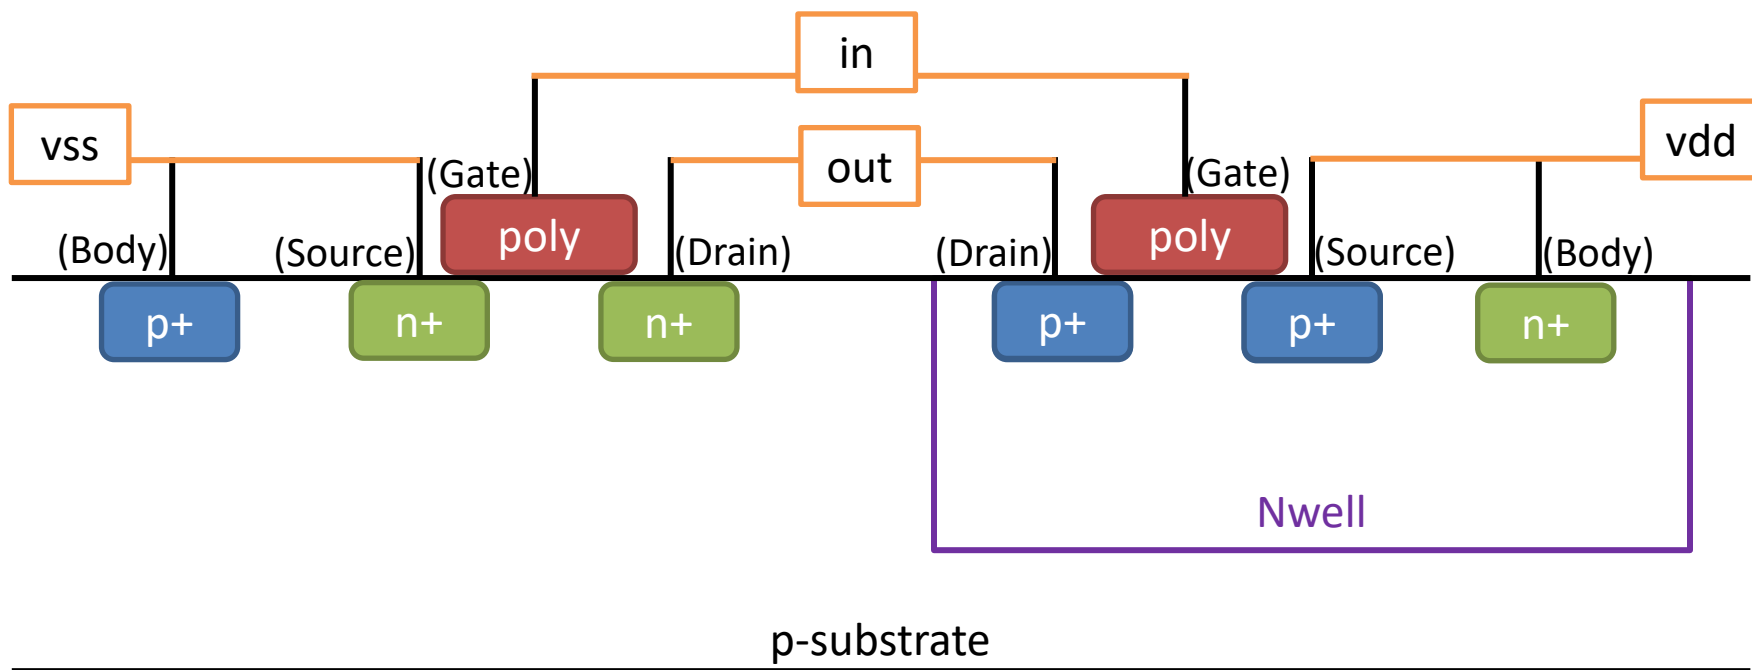 in
vss
vdd
out
(Gate)
(Gate)
poly
poly
(Body)
(Source)
(Drain)
(Drain)
(Source)
(Body)
p+
n+
n+
p+
p+
n+
Nwell
p-substrate